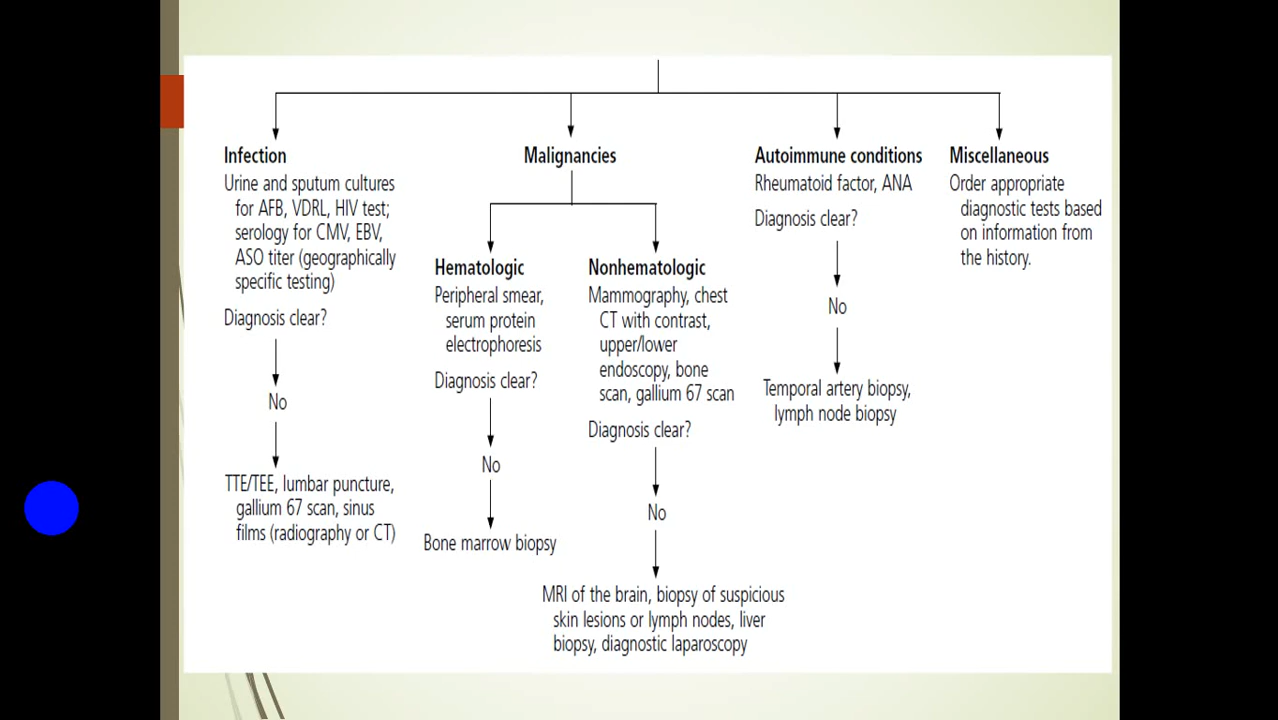 Infection
Urine and sputum cultures
for AFB, VDRL, HIV test;
serology for CMV, EBV,
ASO titer (geographically
specific testing)
Diagnosis clear?
No
TTE/TEE, lumbar puncture,
gallium 67 scan, sinus
films (radiography or CT)
Malignancies
Hematologic
Peripheral smear,
serum protein
electrophoresis
Diagnosis clear?
No
Bone marrow biopsy
Nonhematologic
Mammography, chest
CT with contrast,
upper/lower
endoscopy, bone
scan, gallium 67 scan
Diagnosis clear?
No
MRI of the brain, biopsy of suspicious
skin lesions or lymph nodes, liver
biopsy, diagnostic laparoscopy
Autoimmune conditions
Rheumatoid factor, ANA
Diagnosis clear?
No
Temporal artery biopsy,
lymph node biopsy
Miscellaneous
Order appropriate
diagnostic tests based
on information from
the history.